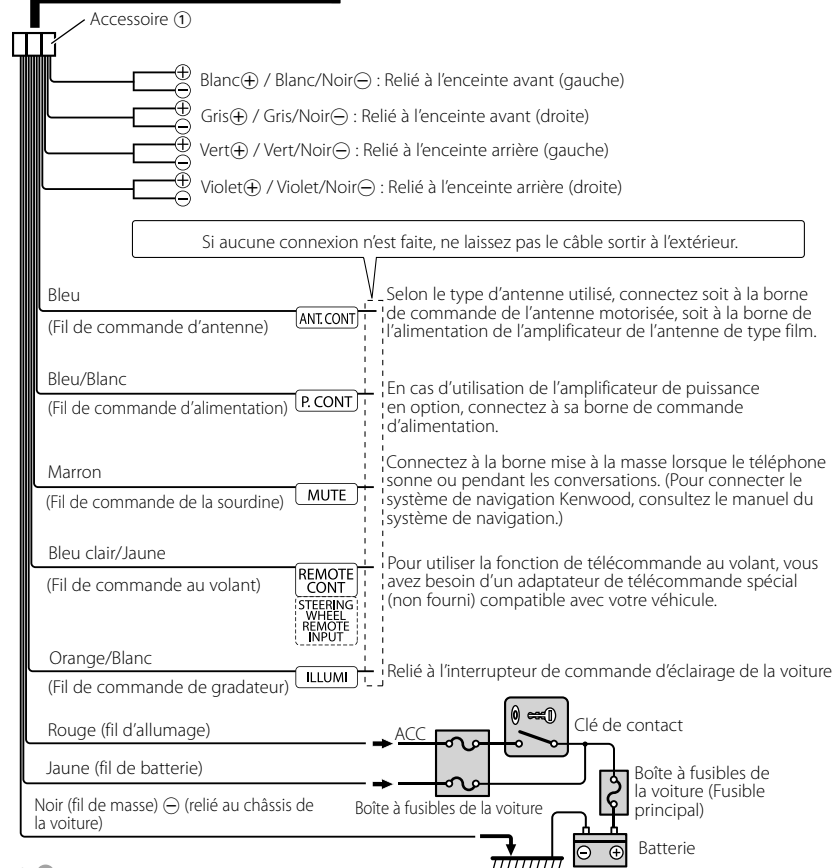 Accessoire ①
⊕
⊖
Blanc⊕ / Blanc/Noir⊖ : Relié à l'enceinte avant (gauche)
⊕
⊖
Gris⊕ / Gris/Noir⊖ : Relié à l'enceinte avant (droite)
⊕
⊖
Vert⊕ / Vert/Noir⊖ : Relié à l'enceinte arrière (gauche)
⊕
⊖
Violet⊕ / Violet/Noir⊖ : Relié à l'enceinte arrière (droite)
Si aucune connexion n'est faite, ne laissez pas le câble sortir à l'extérieur.
Bleu
(Fil de commande d'antenne)
ANT. CONT
Selon le type d'antenne utilisé, connectez soit à la borne
de commande de l'antenne motorisée, soit à la borne de
l'alimentation de l'amplificateur de l'antenne de type film.
Bleu/Blanc
(Fil de commande d'alimentation)
P. CONT
En cas d'utilisation de l'amplificateur de puissance
en option, connectez à sa borne de commande
d'alimentation.
Marron
(Fil de commande de la sourdine)
MUTE
Connectez à la borne mise à la masse lorsque le téléphone
sonne ou pendant les conversations. (Pour connecter le
système de navigation Kenwood, consultez le manuel du
système de navigation.)
Bleu clair/Jaune
(Fil de commande au volant)
REMOTE
CONT
STEERING
WHEEL
REMOTE
INPUT
Pour utiliser la fonction de télécommande au volant, vous
avez besoin d'un adaptateur de télécommande spécial
(non fourni) compatible avec votre véhicule.
Orange/Blanc
(Fil de commande de gradateur)
ILLUMI
Relié à l'interrupteur de commande d'éclairage de la voiture
Rouge (fil d'allumage)
ACC
Clé de contact
Jaune (fil de batterie)
Boîte à fusibles de la voiture
Boîte à fusibles de
la voiture (Fusible
principal)
Noir (fil de masse) ⊖ (relié au châssis de
la voiture)
⊖ ⊕
Batterie